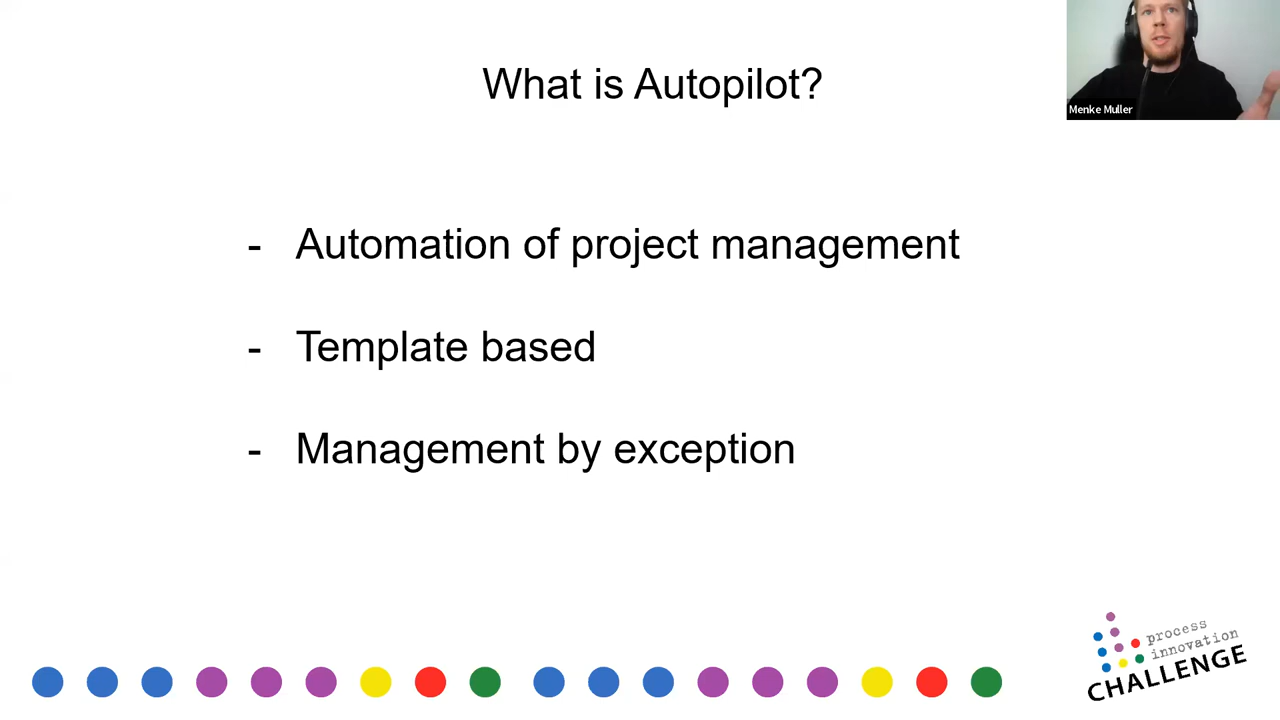 What is Autopilot?
Menke Muller
- Automation of project management
- Template based
- Management by exception
process
innovation
CHALLENGE